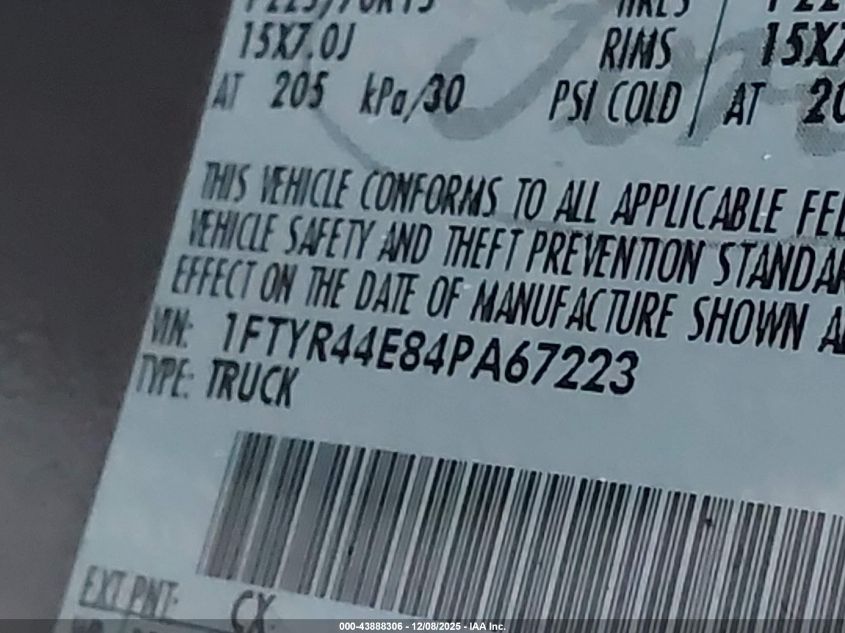 15X7.0J RIMS 15X7
AT 205 kPa/30 PSI COLD AT 20
THIS VEHICLE CONFORMS TO ALL APPLICABLE FE
VEHICLE SAFETY AND THEFT PREVENTION STANDA
EFFECT ON THE DATE OF MANUFACTURE SHOWN A
VIN: 1FTYR44E84PA67223
TYPE: TRUCK
EXT PNT: CX
000-43888306 - 12/08/2025 - IAA Inc.